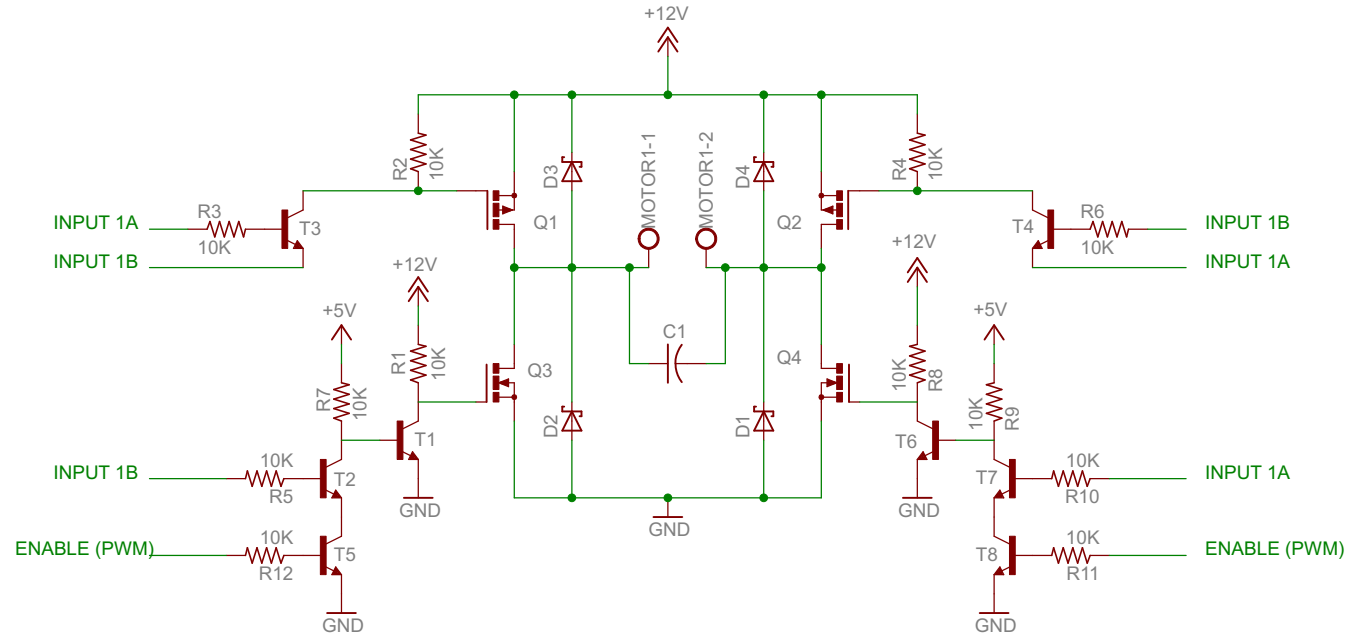 +12V
MOTOR1-1
MOTOR1-2
R2
10K
D3
D4
R4
10K
INPUT 1A
R3
10K
T3
Q1
Q2
T4
R6
10K
INPUT 1B
INPUT 1B
INPUT 1A
+12V
+12V
+5V
+5V
R1
10K
C1
Q3
Q4
10K
R8
R7
10K
10K
R9
T1
D2
D1
T6
INPUT 1B
10K
R5
T2
T7
10K
R10
INPUT 1A
GND
GND
GND
ENABLE (PWM)
10K
R12
T5
T8
10K
R11
ENABLE (PWM)
GND
GND